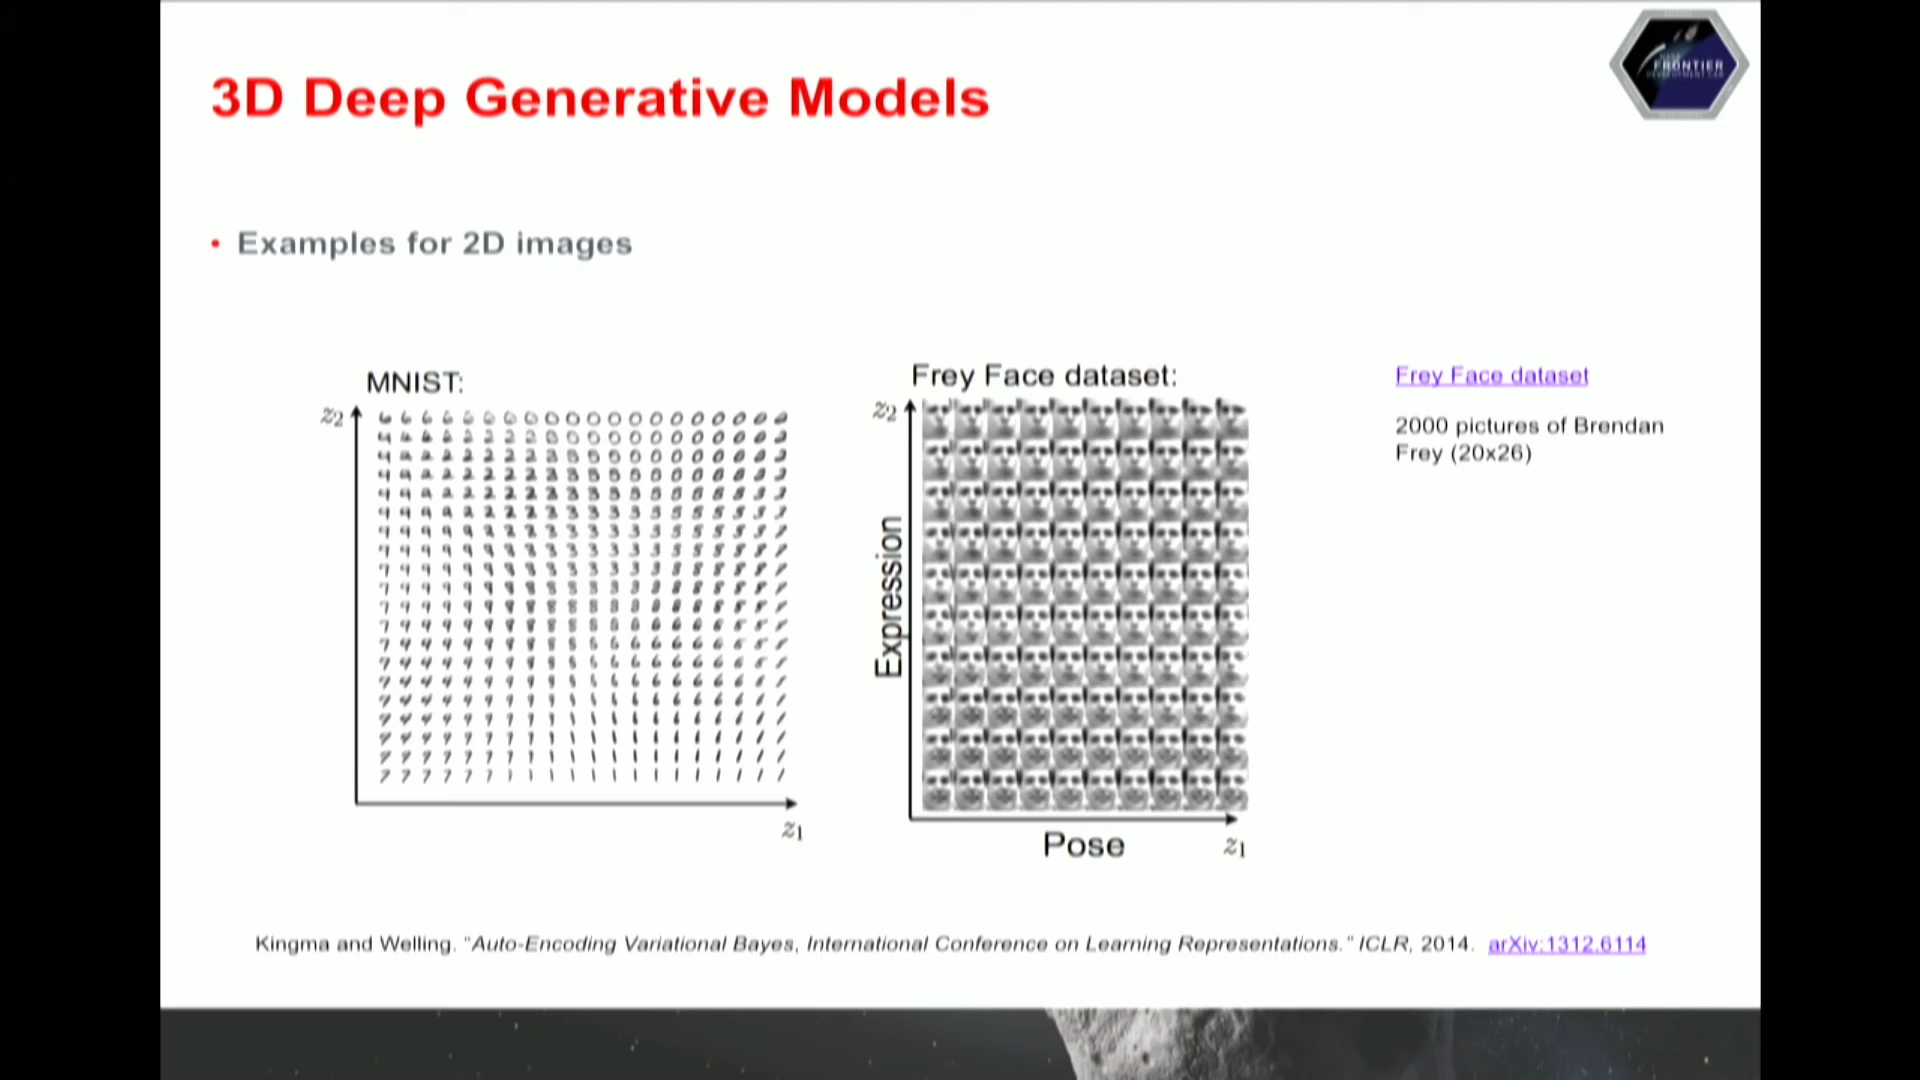 FRONTIER
3D Deep Generative Models
• Examples for 2D images
MNIST:
z2
z1
Frey Face dataset:
z2
Expression
Pose
z1
Frey Face dataset
2000 pictures of Brendan
Frey (20x26)
Kingma and Welling. "Auto-Encoding Variational Bayes, International Conference on Learning Representations." ICLR, 2014. arXiv:1312.6114